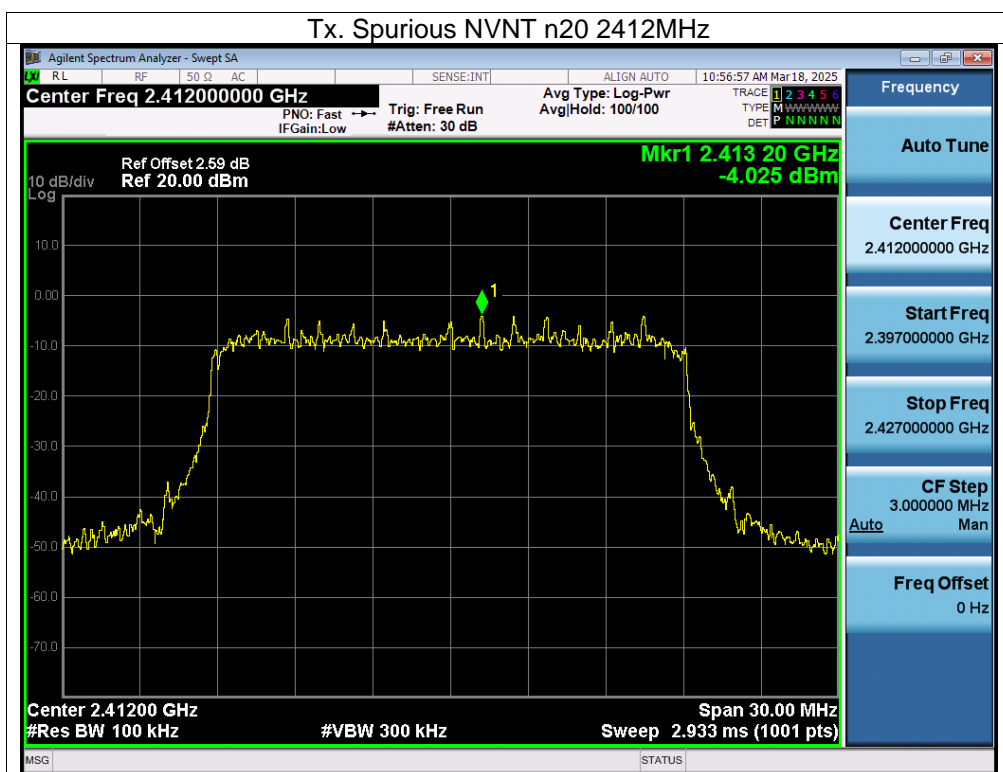 Tx. Spurious NVNT n20 2412MHz
Agilent Spectrum Analyzer - Swept SA
LXI RL RF 50 Ω AC SENSE:INT ALIGN AUTO 10:56:57 AM Mar 18, 2025
Center Freq 2.412000000 GHz
PNO: Fast
IFGain:Low
Trig: Free Run
#Atten: 30 dB
Avg Type: Log-Pwr
Avg|Hold: 100/100
TRACE 1 2 3 4 5 6
TYPE M WWWWW
DET P N N N N N
Ref Offset 2.59 dB
10 dB/div Ref 20.00 dBm
Log
Mkr1 2.413 20 GHz
-4.025 dBm
1
10.0
0.00
-10.0
-20.0
-30.0
-40.0
-50.0
-60.0
-70.0
Center 2.41200 GHz Span 30.00 MHz
#Res BW 100 kHz #VBW 300 kHz Sweep 2.933 ms (1001 pts)
MSG STATUS
Frequency
Auto Tune
Center Freq
2.412000000 GHz
Start Freq
2.397000000 GHz
Stop Freq
2.427000000 GHz
CF Step
3.000000 MHz
Auto Man
Freq Offset
0 Hz